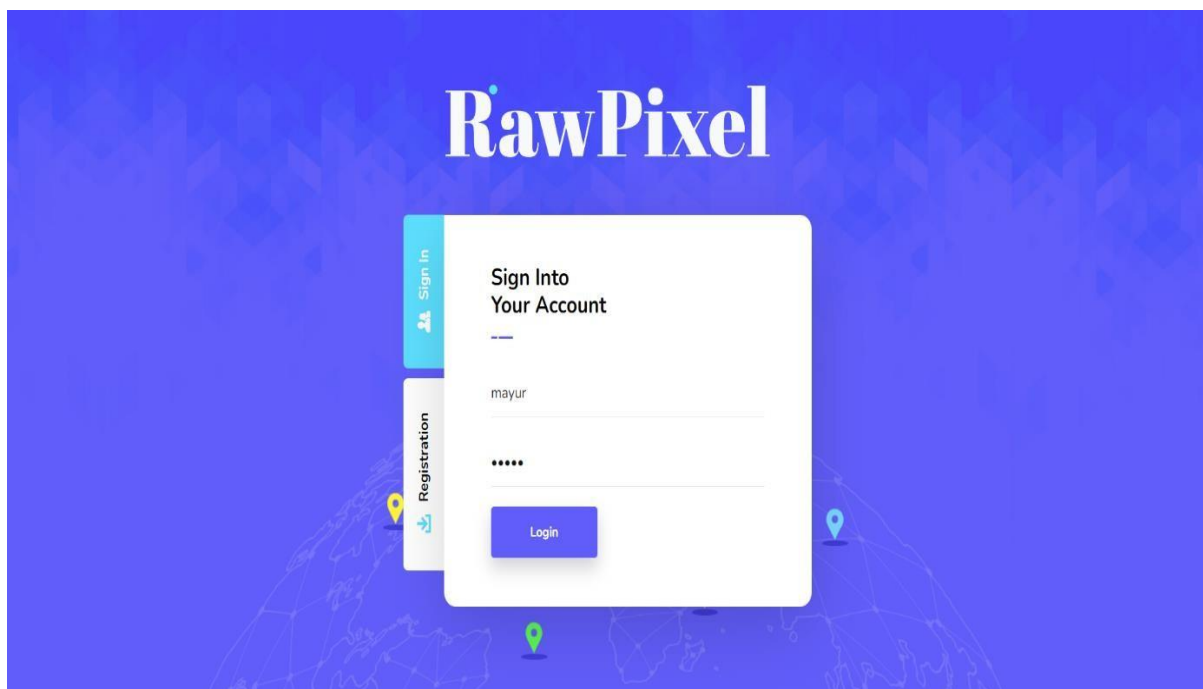 RawPixel
Sign In
Registration
Sign Into
Your Account
mayur
•••••
Login